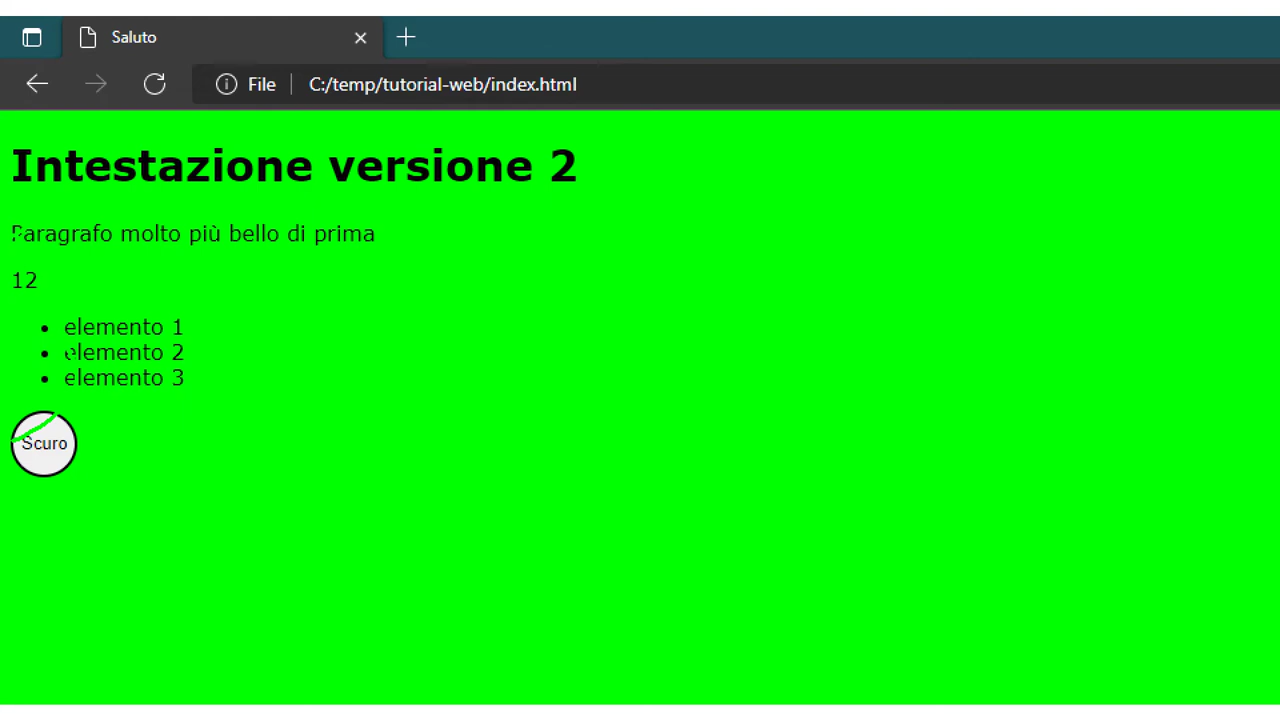 Saluto
File C:/temp/tutorial-web/index.html
Intestazione versione 2
Paragrafo molto più bello di prima
12
elemento 1
elemento 2
elemento 3
Scuro